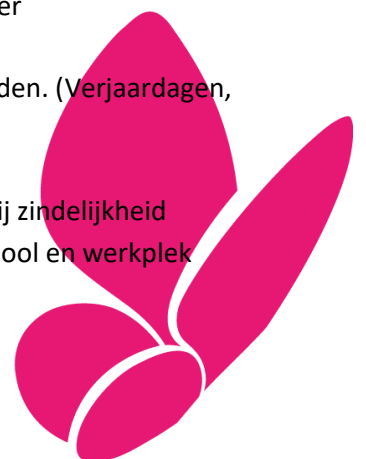 er
den. (Verjaardagen,
ij zindelijkheid
ool en werkplek